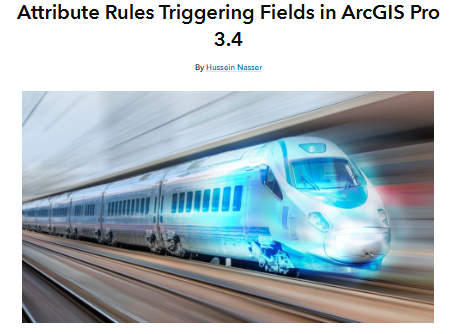 Attribute Rules Triggering Fields in ArcGIS Pro
3.4
By Hussein Nasser